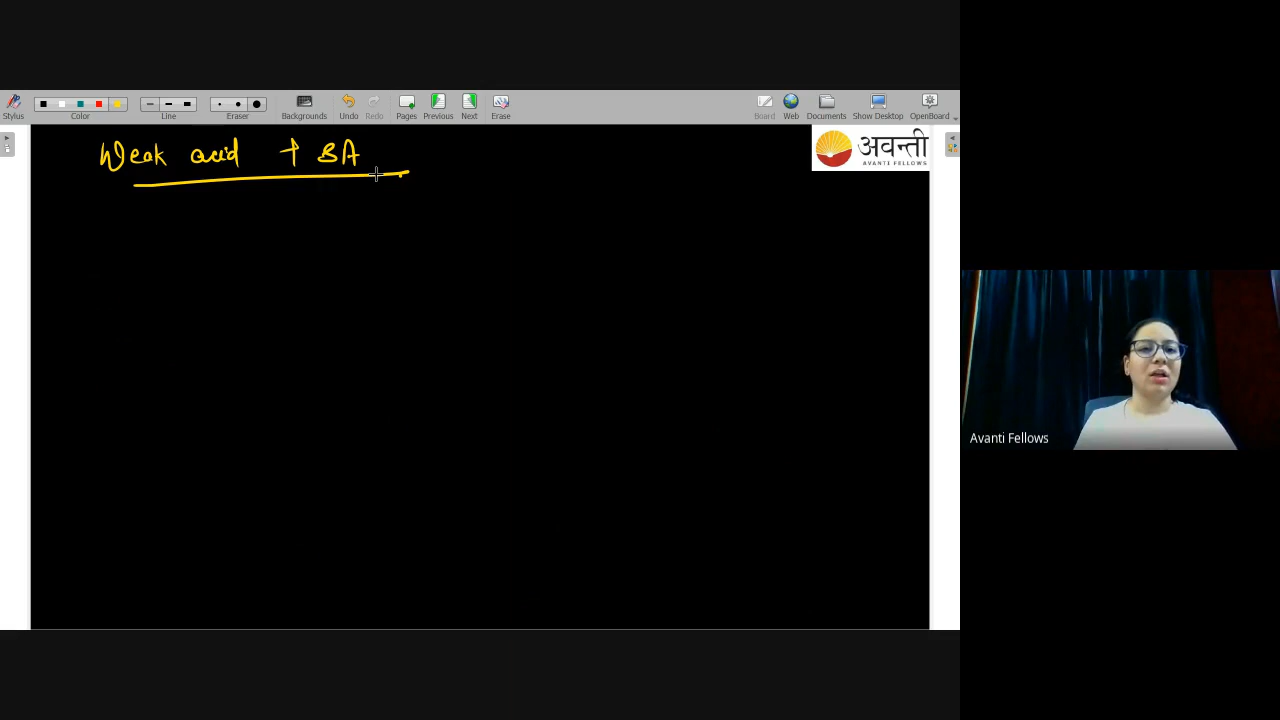 Stylus
Color
Line
Eraser
Backgrounds
Undo
Redo
Pages
Previous
Next
Erase
Board
Web
Documents
Show Desktop
OpenBoard
Weak acid + SA
अवन्ती
AVANTI FELLOWS
Avanti Fellows